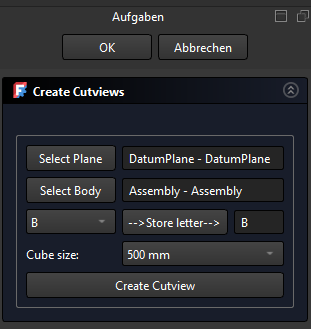 Aufgaben
OK Abbrechen
Create Cutviews
Select Plane DatumPlane - DatumPlane
Select Body Assembly - Assembly
B -->Store letter--> B
Cube size: 500 mm
Create Cutview